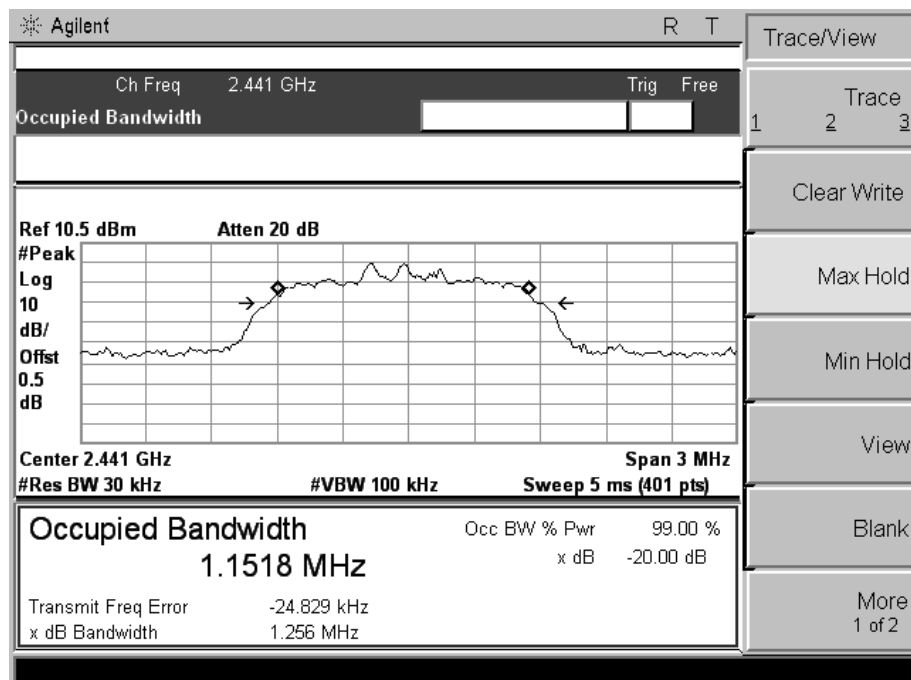 Agilent
R T
Trace/View
Ch Freq 2.441 GHz
Trig Free
Occupied Bandwidth
Trace
1 2 3
Clear Write
Max Hold
Min Hold
View
Blank
More
1 of 2
Ref 10.5 dBm
Atten 20 dB
#Peak
Log
10
dB/
Offst
0.5
dB
Center 2.441 GHz
Span 3 MHz
#Res BW 30 kHz
#VBW 100 kHz
Sweep 5 ms (401 pts)
Occupied Bandwidth
1.1518 MHz
Occ BW % Pwr 99.00 %
x dB -20.00 dB
Transmit Freq Error -24.829 kHz
x dB Bandwidth 1.256 MHz